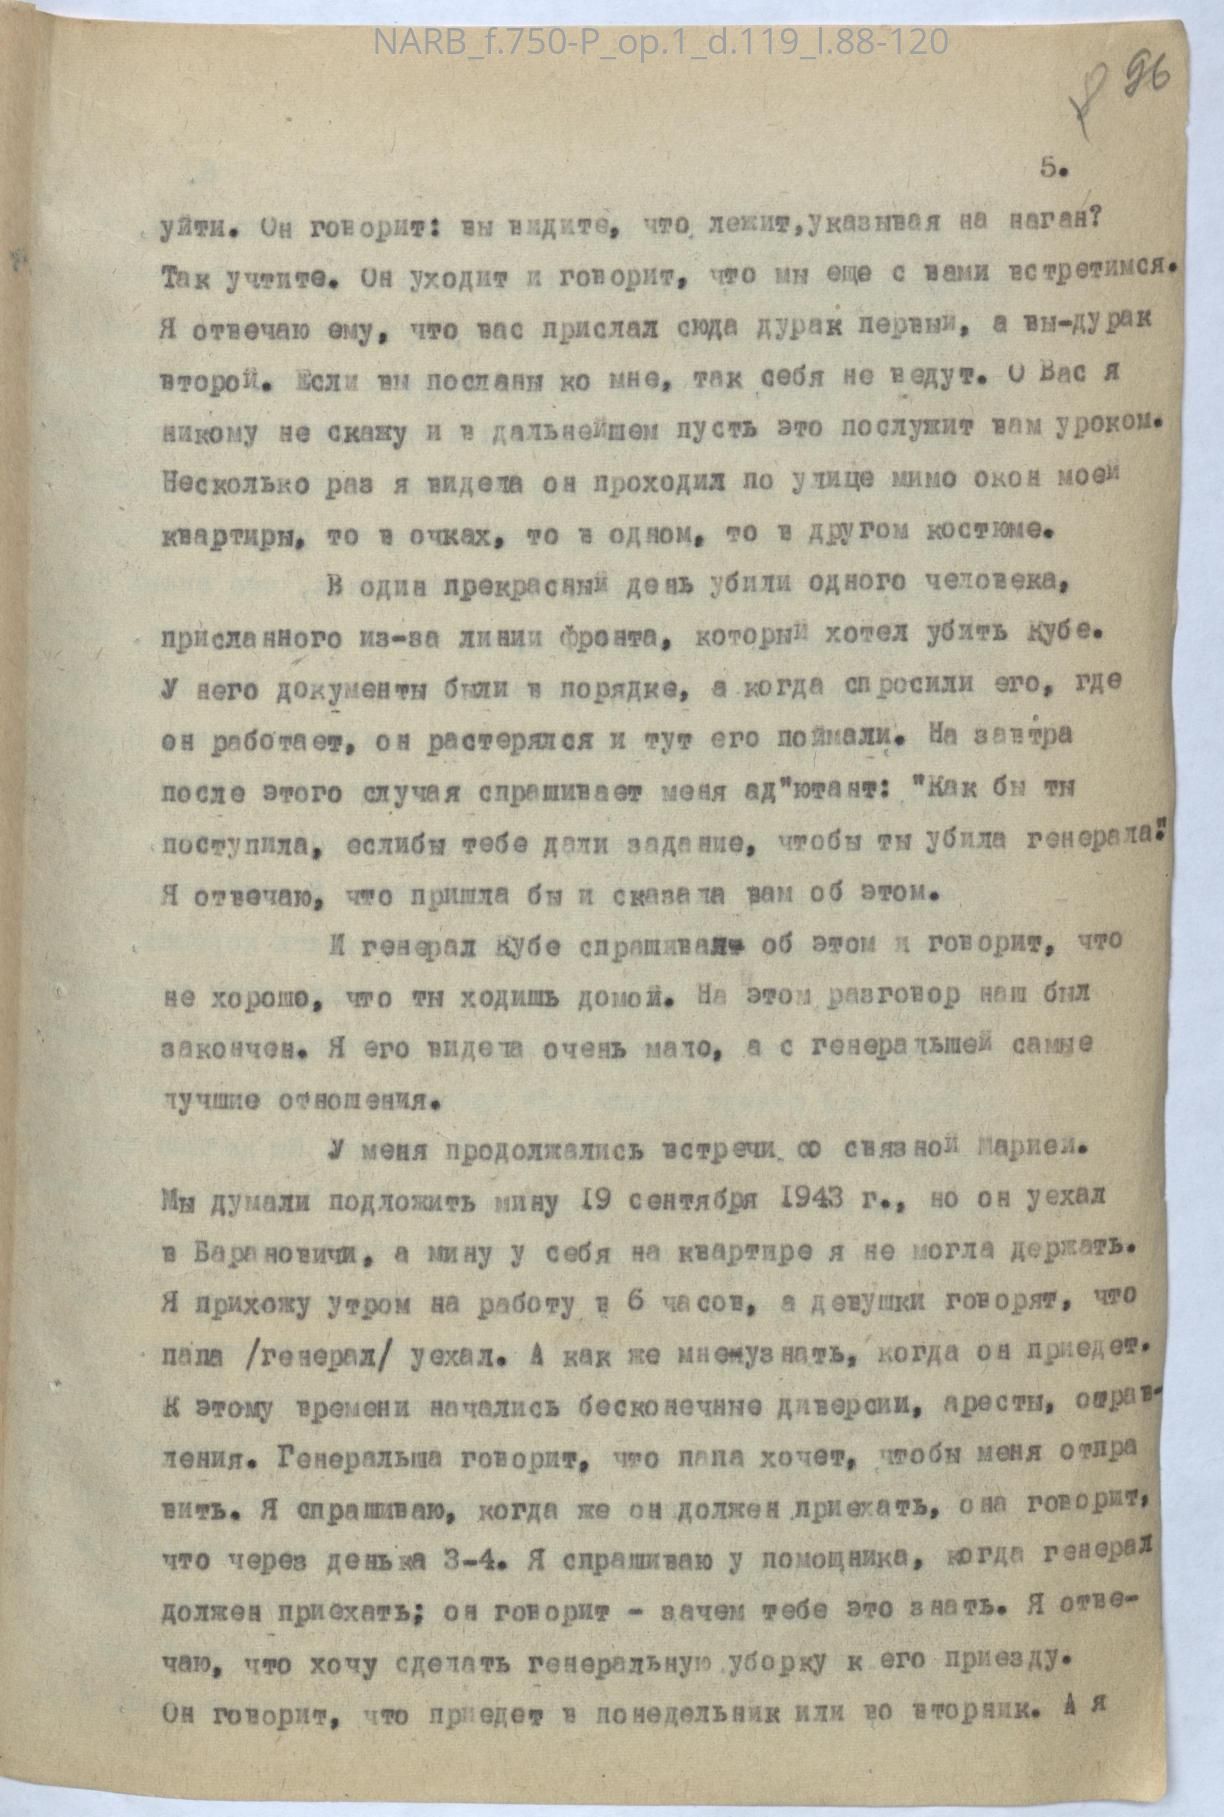 NARB_f.750-P_op.1_d.119_l.88-120
96
5.
уйти. Он говорит: вы видите, что лежит,указывая на наган?
Так учтите. Он уходит и говорит, что мы еще с вами встретимся.
Я отвечаю ему, что вас прислал сюда дурак первый, а вы-дурак
второй. Если вы посланы ко мне, так себя не ведут. О Вас я
никому не скажу и в дальнейшем пусть это послужит вам уроком.
Несколько раз я видела он проходил по улице мимо окон моей
квартиры, то в очках, то в одном, то в другом костюме.
В один прекрасный день убили одного человека,
присланного из-за линии фронта, который хотел убить Кубе.
У него документы были в порядке, а когда спросили его, где
он работает, он растерялся и тут его поймали. На завтра
после этого случая спрашивает меня ад"ютант: "Как бы ты
поступила, еслибы тебе дали задание, чтобы ты убила генерала".
Я отвечаю, что пришла бы и сказала вам об этом.
И генерал Кубе спрашивал об этом и говорит, что
не хорошо, что ты ходишь домой. На этом разговор наш был
закончен. Я его видела очень мало, а с генеральшей самые
лучшие отношения.
У меня продолжались встречи со связной Марией.
Мы думали подложить мину 19 сентября 1943 г., но он уехал
в Барановичи, а мину у себя на квартире я не могла держать.
Я прихожу утром на работу в 6 часов, а девушки говорят, что
папа /генерал/ уехал. А как же мне узнать, когда он приедет.
К этому времени начались бесконечные диверсии, аресты, отрав-
ления. Генеральша говорит, что папа хочет, чтобы меня отпра
вить. Я спрашиваю, когда же он должен приехать, она говорит,
что через денька 3-4. Я спрашиваю у помощника, когда генерал
должен приехать; он говорит - зачем тебе это знать. Я отве-
чаю, что хочу сделать генеральную уборку к его приезду.
Он говорит, что приедет в понедельник или во вторник. А я